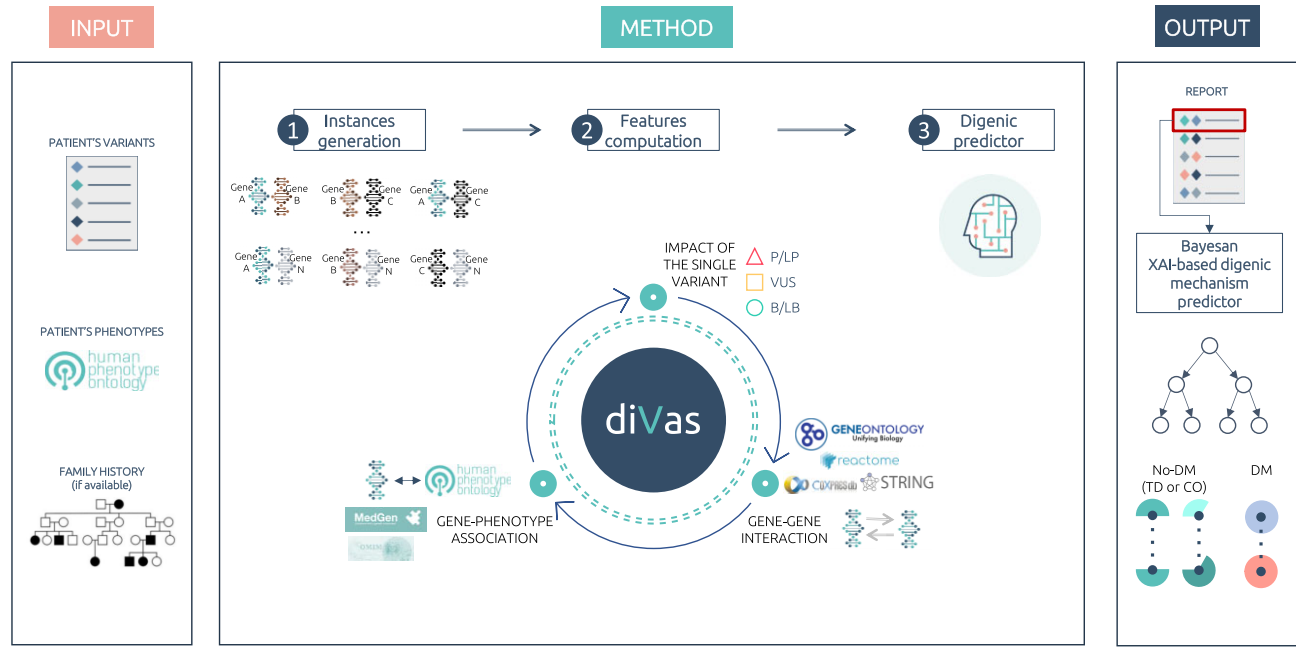 INPUT
METHOD
OUTPUT
PATIENT'S VARIANTS
PATIENT'S PHENOTYPES
human
phenotype
ontology
FAMILY HISTORY
(if available)
1
Instances
generation
2
Features
computation
3
Digenic
predictor
Gene
A
Gene
B
Gene
B
Gene
C
Gene
A
Gene
C
...
Gene
A
Gene
N
Gene
B
Gene
N
Gene
C
Gene
N
IMPACT OF
THE SINGLE
VARIANT
P/LP
VUS
B/LB
diVas
GENEONTOLOGY
Unifying Biology
reactome
COXPRESdb
STRING
GENE-GENE
INTERACTION
human
phenotype
ontology
MedGen
OMIM
GENE-PHENOTYPE
ASSOCIATION
REPORT
Bayesan
XAI-based digenic
mechanism
predictor
No-DM
(TD or CO)
DM